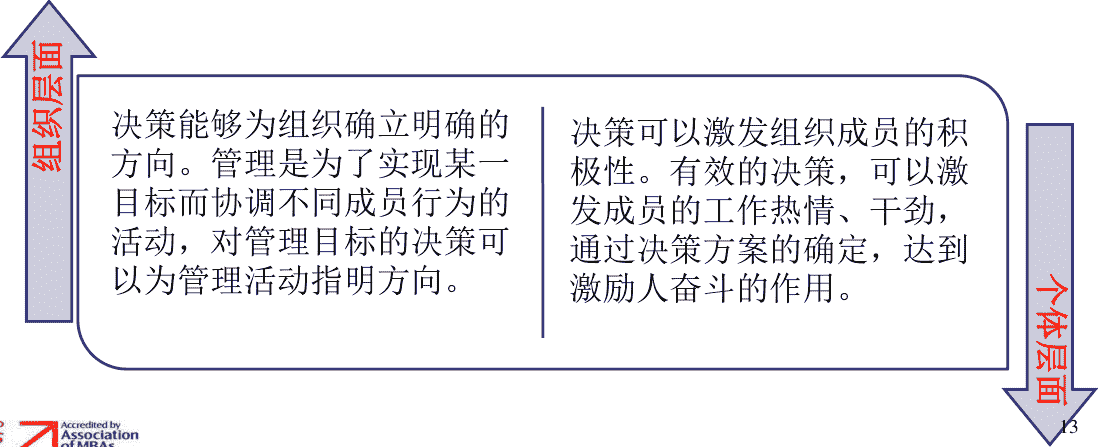 组织层面
决策能够为组织确立明确的
方向。管理是为了实现某一
目标而协调不同成员行为的
活动，对管理目标的决策可
以为管理活动指明方向。
决策可以激发组织成员的积
极性。有效的决策，可以激
发成员的工作热情、干劲，
通过决策方案的确定，达到
激励人奋斗的作用。
个体层面
13
Accredited by
Association
of MBAs